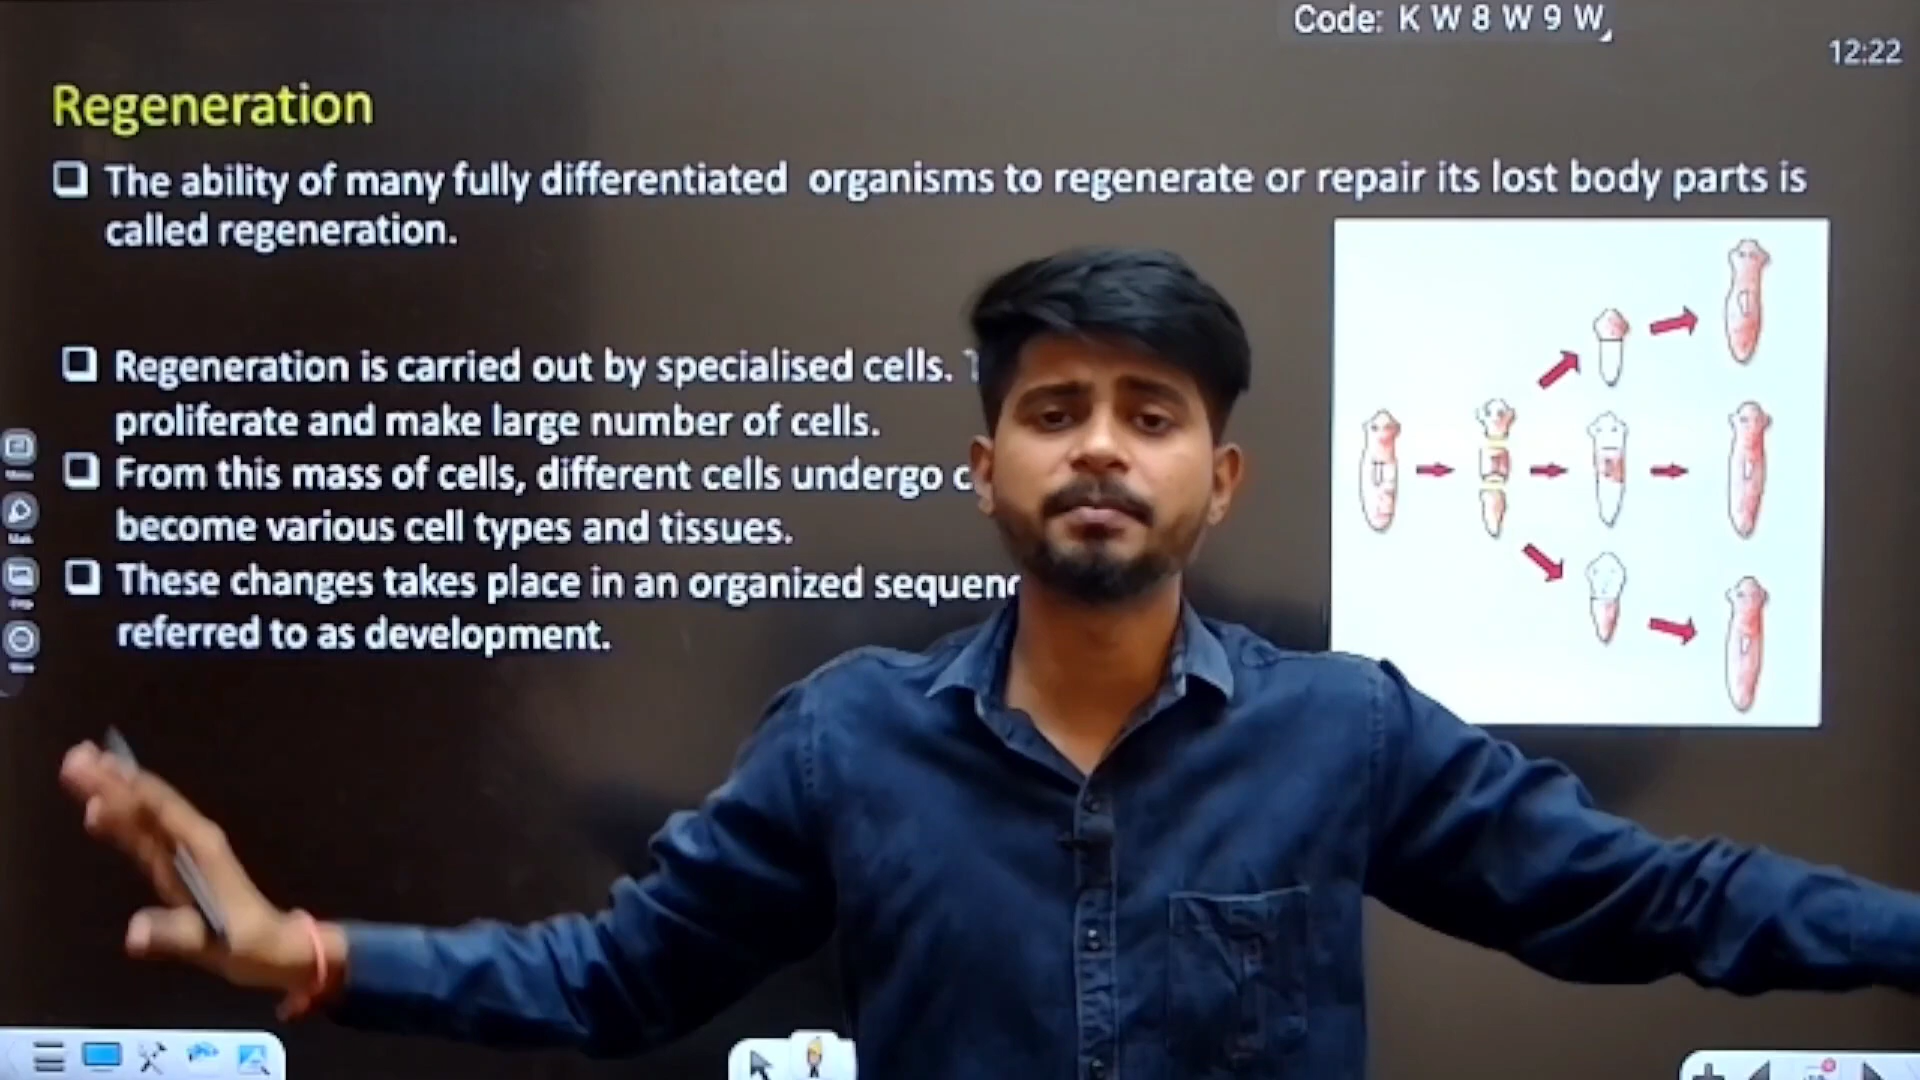 Code: K W 8 W 9 W
12:22
Regeneration
The ability of many fully differentiated organisms to regenerate or repair its lost body parts is
called regeneration.
Regeneration is carried out by specialised cells.
proliferate and make large number of cells.
From this mass of cells, different cells undergo
become various cell types and tissues.
These changes takes place in an organized
referred to as development.